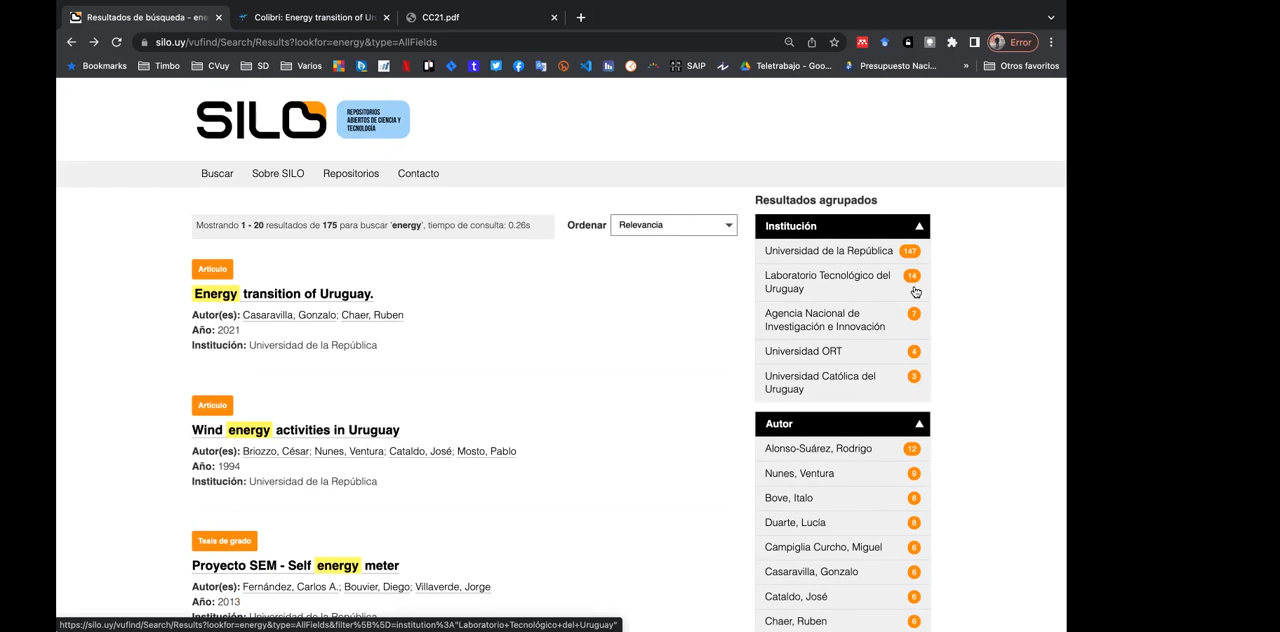 Resultados de búsqueda - ene
Colibri: Energy transition of Un
CC21.pdf
silo.uy/vufind/Search/Results?lookfor=energy&type=AllFields
Error
Bookmarks
Timbo
CVuy
SD
Varios
SAIP
Teletrabajo - Goo...
Presupuesto Naci...
»
Otros favoritos
SILO
REPOSITORIOS
ABIERTOS DE CIENCIA Y
TECNOLOGÍA
Buscar Sobre SILO Repositorios Contacto
Mostrando 1 - 20 resultados de 175 para buscar 'energy', tiempo de consulta: 0.26s
Ordenar Relevancia
Artículo
Energy transition of Uruguay.
Autor(es): Casaravilla, Gonzalo; Chaer, Ruben
Año: 2021
Institución: Universidad de la República
Artículo
Wind energy activities in Uruguay
Autor(es): Briozzo, César; Nunes, Ventura; Cataldo, José; Mosto, Pablo
Año: 1994
Institución: Universidad de la República
Tesis de grado
Proyecto SEM - Self energy meter
Autor(es): Fernández, Carlos A.; Bouvier, Diego; Villaverde, Jorge
Año: 2013
Institución: Universidad de la República
Resultados agrupados
Institución
Universidad de la República 147
Laboratorio Tecnológico del 14
Uruguay
Agencia Nacional de 7
Investigación e Innovación
Universidad ORT 4
Universidad Católica del 3
Uruguay
Autor
Alonso-Suárez, Rodrigo 12
Nunes, Ventura 9
Bove, Italo 8
Duarte, Lucía 8
Campiglia Curcho, Miguel 6
Casaravilla, Gonzalo 6
Cataldo, José 6
Chaer, Ruben 6
https://silo.uy/vufind/Search/Results?lookfor=energy&type=AllFields&filter%5B%5D=institution%3A"Laboratorio+Tecnológico+del+Uruguay"